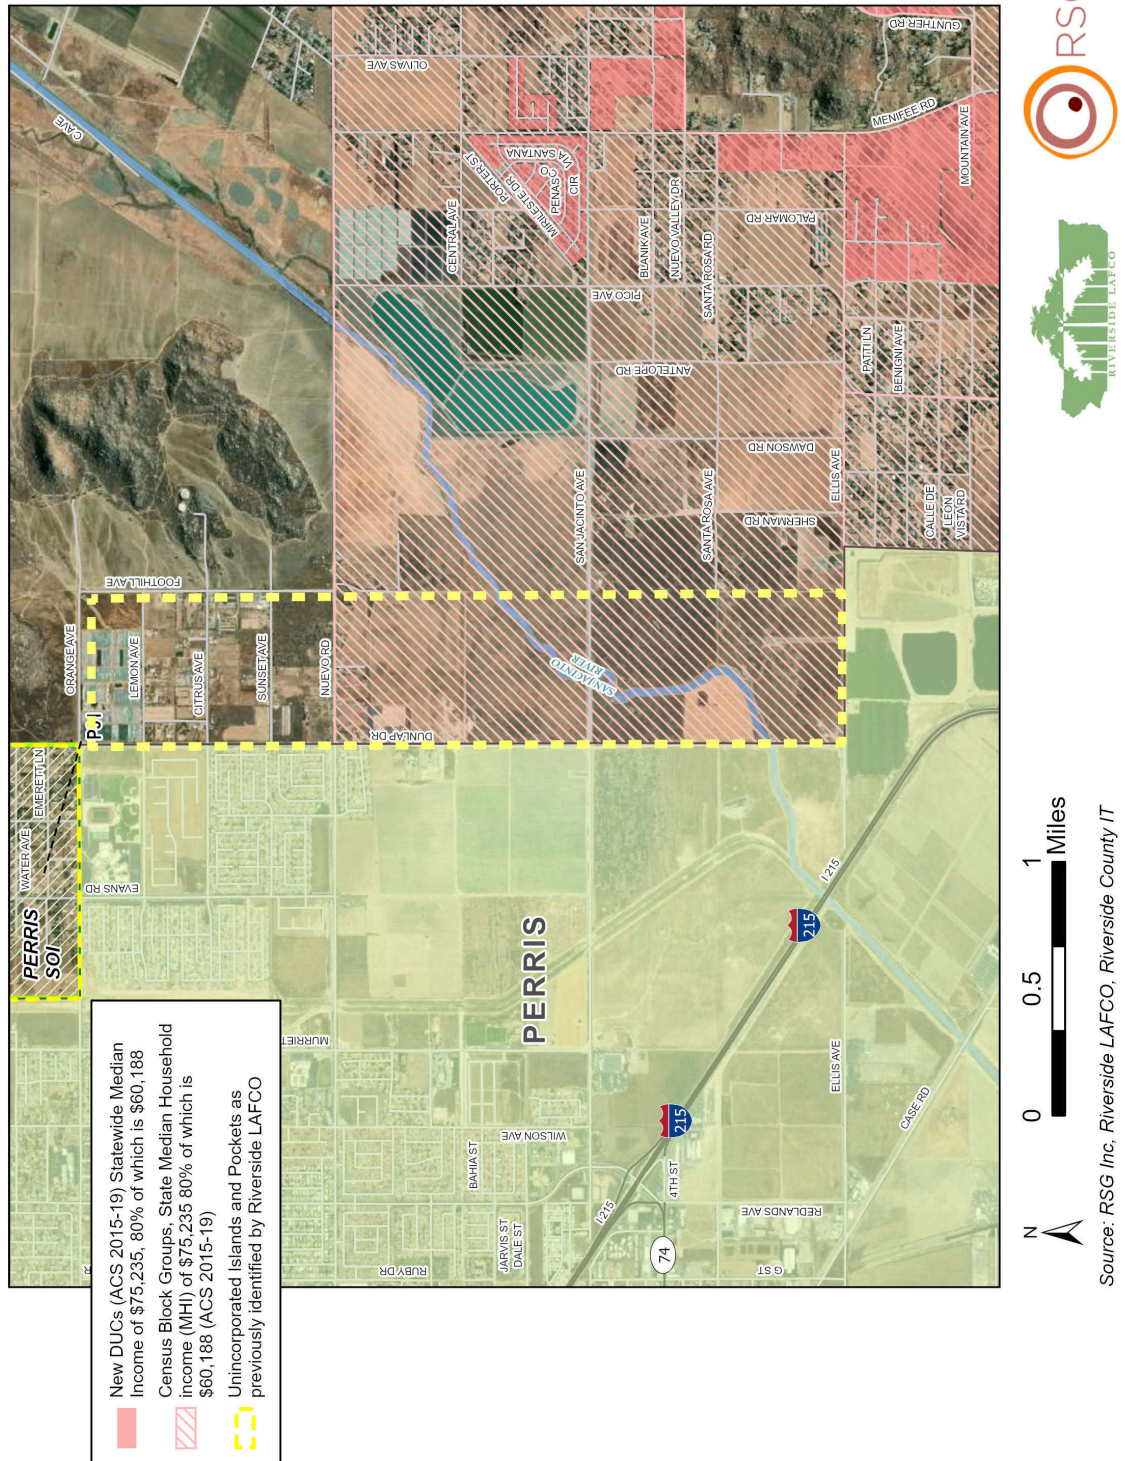 New DUCs (ACS 2015-19) Statewide Median
Income of $75,235, 80% of which is $60,188
Census Block Groups, State Median Household
income (MHI) of $75,235 80% of which is
$60,188 (ACS 2015-19)
Unincorporated Islands and Pockets as
previously identified by Riverside LAFCO
PERRIS
SOI
WATER AVE
EMERETT LN
EVANS RD
ORANGE AVE
FOOTHILL AVE
LEMON AVE
CITRUS AVE
SUNSET AVE
NUEVO RD
DUNLAP DR
CAVE
OLIVAS AVE
CENTRAL AVE
PORTER ST
MIRILESTE DR
VIA SANTANA
PENASCO
CIR
GUNTHER RD
MENIFEE RD
MOUNTAIN AVE
BLANIK AVE
NUEVO VALLEY DR
SANTA ROSA RD
PALOMAR RD
PICO AVE
ANTELOPE RD
PATTI LN
BENIGNI AVE
DAWSON RD
SAN JACINTO AVE
SANTA ROSA AVE
ELLIS AVE
SHERMAN RD
CALLE DE
LEON
VISTA RD
SAN JACINTO
RIVER
PERRIS
MURRIET
WILSON AVE
BAHIA ST
JARVIS ST
DALE ST
RUBY DR
R
I 215
215
4TH ST
74
G ST
REDLANDS AVE
ELLIS AVE
CASE RD
I 215
215
N
0
0.5
1
Miles
Source: RSG Inc, Riverside LAFCO, Riverside County IT
RIVERSIDE LAFCO
RSG